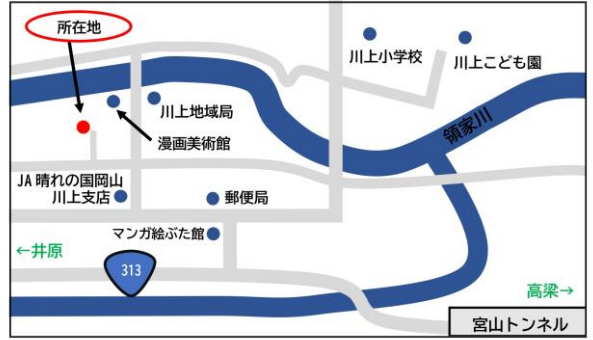 所在地
川上小学校
川上こども園
川上地域局
領家川
漫画美術館
JA 晴れの国岡山
川上支店
郵便局
マンガ絵ぶた館
←井原
313
高梁→
宮山トンネル